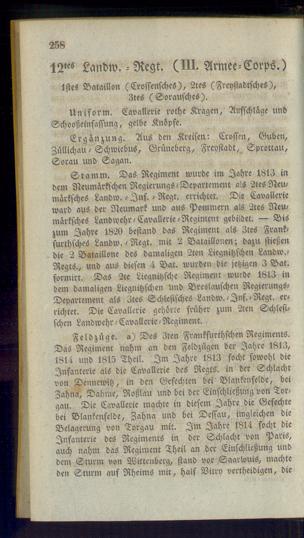 258
12tes Landw.-Regt. (III. Armee-Corps.)
1stes Bataillon (Crossensches), 2tes (Freystadtsches),
3tes (Sorausches).
Uniform. Cavallerie rothe Kragen, Aufschläge und
Schooßeinfassung, gelbe Knöpfe.
Ergänzung. Aus den Kreisen: Crossen, Guben,
Züllichau-Schwiebus, Grüneberg, Freystadt, Sprottau,
Sorau und Sagan.
Stamm. Das Regiment wurde im Jahre 1813 in
dem Neumärkschen Regierungs-Departement als 2tes Neu-
märksches Landw.-Inf.-Regt. errichtet. Die Cavallerie
ward aus der Neumark und aus Pommern als 2tes Neu-
märksches Landwehr-Cavallerie-Regiment gebildet. — Bis
zum Jahre 1820 bestand das Regiment als 3tes Frank-
furthsches Landw.-Regt. mit 2 Bataillonen; dazu stießen
die 2 Bataillone des damaligen 2ten Liegnitzschen Landw.-
Regts., und aus diesen 4 Bat. wurden die jetzigen 3 Bat.
formirt. Das 2te Liegnitzsche Regiment wurde 1813 in
dem damaligen Liegnitzschen und Breslauschen Regierungs-
Departement als 3tes Schlesisches Landw.-Inf.-Regt. er-
richtet. Die Cavallerie gehörte früher zum 2ten Schlesi-
schen Landwehr-Cavallerie-Regiment.
Feldzüge. a) Des 3ten Frankfurthschen Regiments.
Das Regiment nahm an den Feldzügen der Jahre 1813,
1814 und 1815 Theil. Im Jahre 1813 focht sowohl die
Infanterie als die Cavallerie des Regts. in der Schlacht
von Dennewitz, in den Gefechten bei Blankenfelde, bei
Zahna, Dahme, Roßlau und bei der Einschließung von Tor-
gau. Die Cavallerie machte in diesem Jahre die Gefechte
bei Blankenfelde, Zahna und bei Dessau, ingleichen die
Belagerung von Torgau mit. Im Jahre 1814 focht die
Infanterie des Regiments in der Schlacht von Paris,
auch nahm das Regiment Theil an der Einschließung und
dem Sturm von Wittenberg, stand vor Saarlouis, machte
den Sturm auf Rheims mit, half Vitry vertheidigen, die